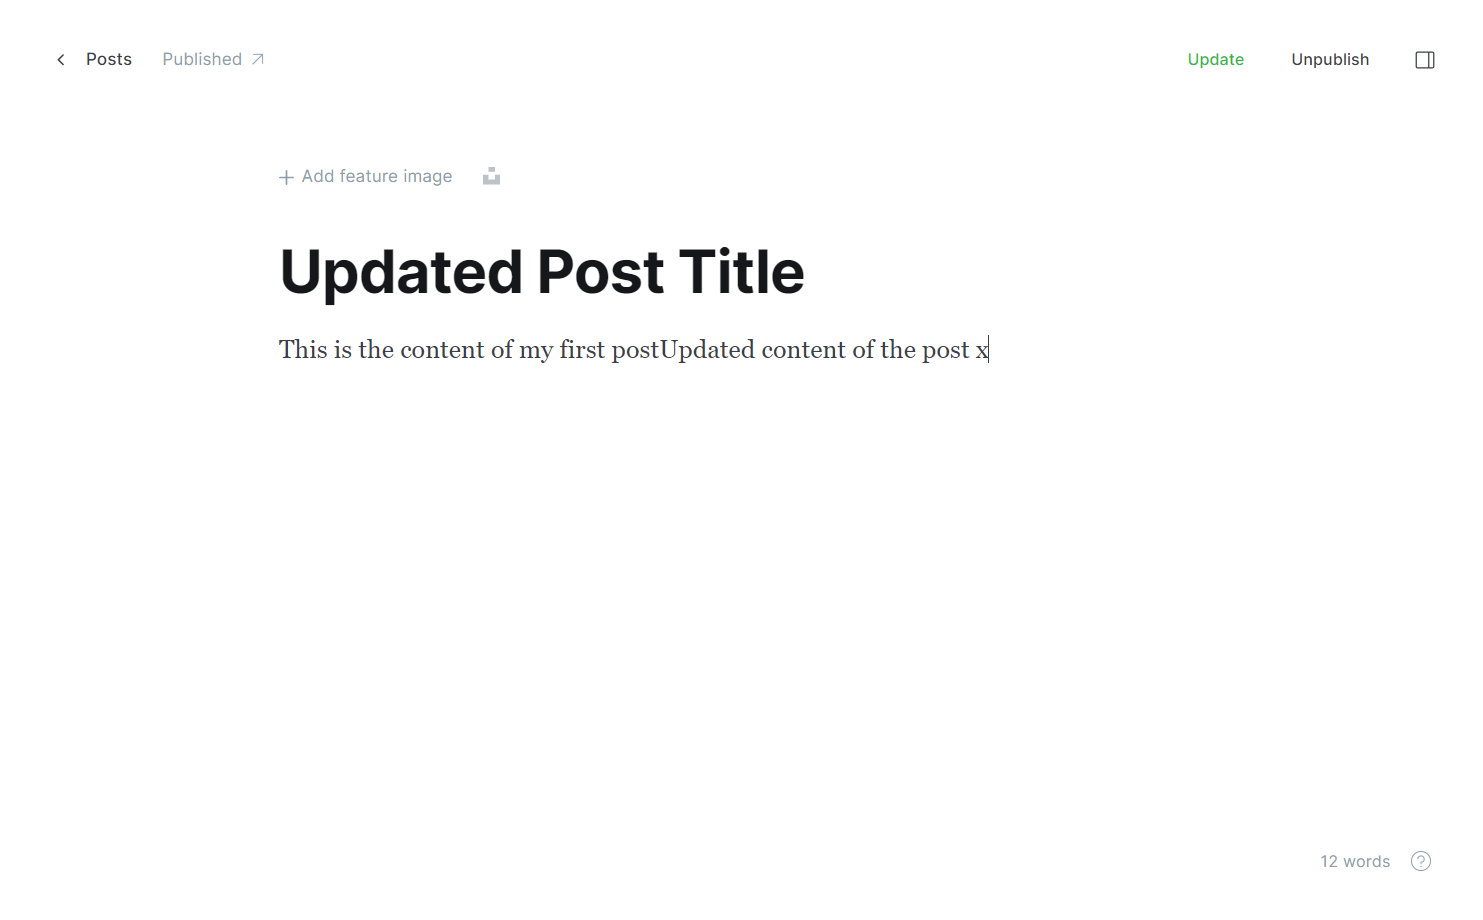 Posts Published
Update Unpublish
Add feature image
Updated Post Title
This is the content of my first postUpdated content of the post x
12 words